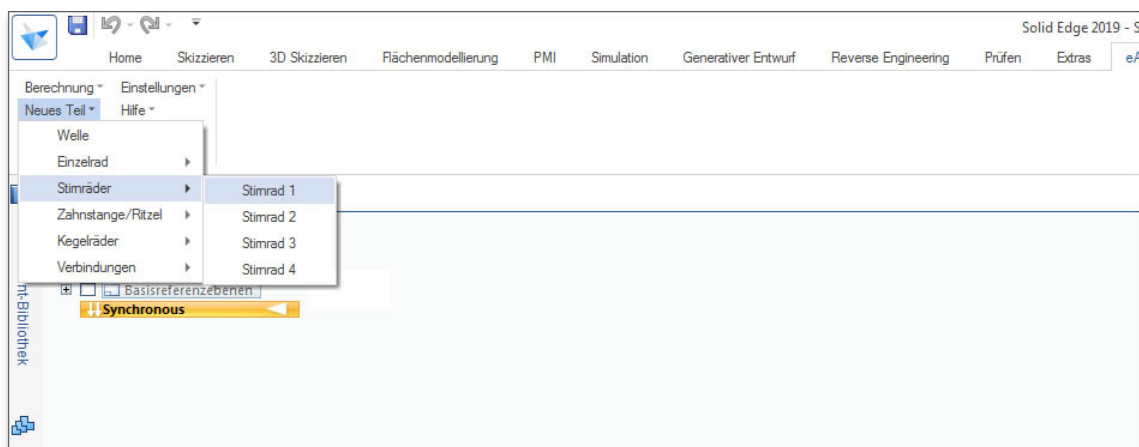 Solid Edge 2019 - S
Home Skizzieren 3D Skizzieren Flächenmodellierung PMI Simulation Generativer Entwurf Reverse Engineering Prüfen Extras eA
Berechnung Einstellungen
Neues Teil Hilfe
Welle
Einzelrad
Stirnräder Stirnrad 1
Zahnstange/Ritzel Stirnrad 2
Kegelräder Stirnrad 3
Verbindungen Stirnrad 4
Basisreferenzebenen
Synchronous
nt-Bibliothek